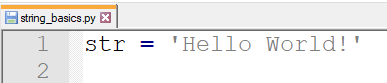 string_basics.py
1 str = 'Hello World!'
2